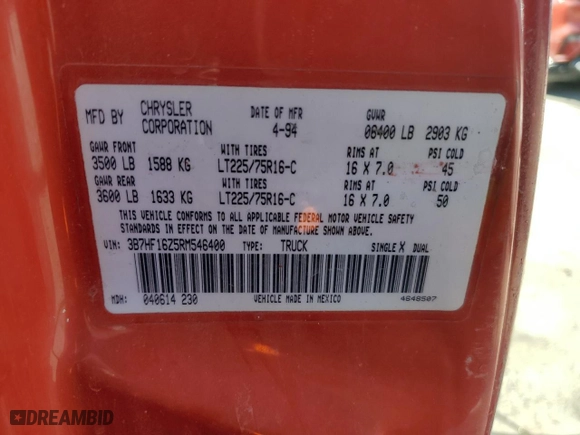 MFD BY CHRYSLER CORPORATION DATE OF MFR 4-94 GVWR 06400 LB 2903 KG
GAWR FRONT WITH TIRES RIMS AT PSI COLD
3500 LB 1588 KG LT225/75R16-C 16 X 7.0 45
GAWR REAR WITH TIRES RIMS AT PSI COLD
3600 LB 1633 KG LT225/75R16-C 16 X 7.0 50
THIS VEHICLE CONFORMS TO ALL APPLICABLE FEDERAL MOTOR VEHICLE SAFETY
STANDARDS IN EFFECT ON THE DATE OF MANUFACTURE SHOWN ABOVE.
VIN: 3B7HF16Z5RM546400 TYPE: TRUCK SINGLE X DUAL
MDH: 040614 230 VEHICLE MADE IN MEXICO 4648507
DREAMBID